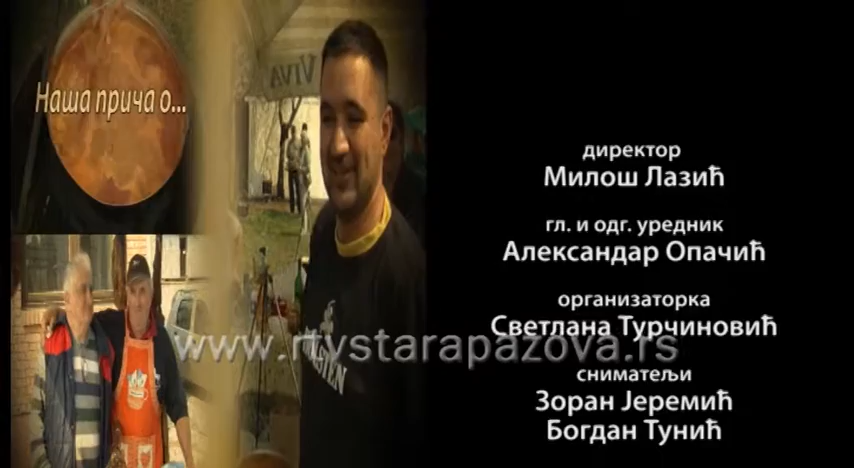 Наша прича о...
VIVA
директор
Милош Лазић
гл. и одг. уредник
Александар Опачић
организаторка
Светлана Турчиновић
www.rtvstarapazova.rs
сниматељи
Зоран Јеремић
Богдан Тунић